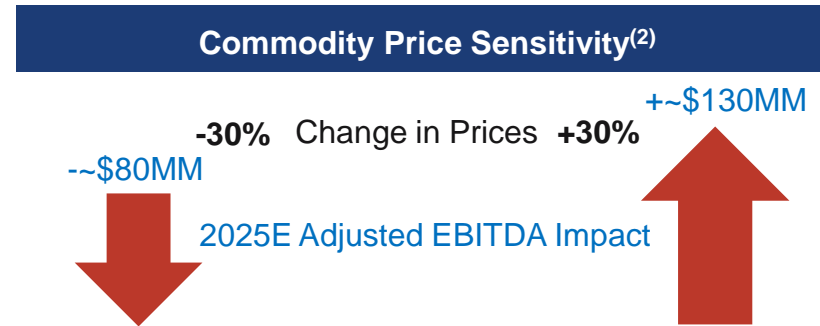 Commodity Price Sensitivity(2)
+~$130MM
-30% Change in Prices +30%
-~$80MM
2025E Adjusted EBITDA Impact